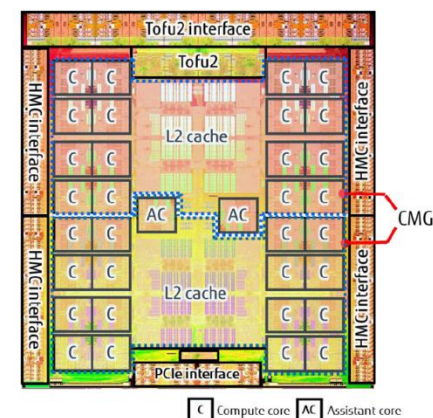 Tofu2 interface
Tofu2
HMC interface
HMC interface
C C C C
C C C C
L2 cache
C C C C
C C C C
AC AC
CMG
C C C C
C C C C
HMC interface
HMC interface
L2 cache
C C C C
C C C C
PCIe interface
C Compute core AC Assistant core